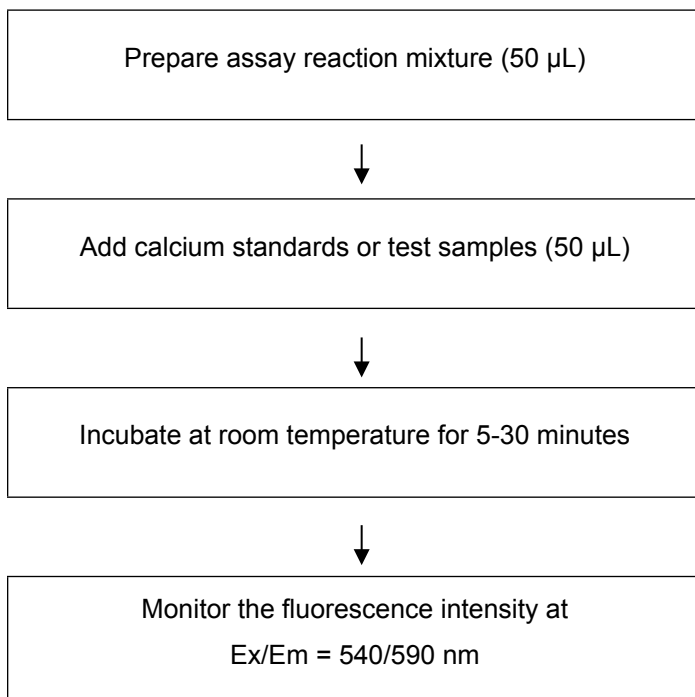 Prepare assay reaction mixture (50 µL)
Add calcium standards or test samples (50 µL)
Incubate at room temperature for 5-30 minutes
Monitor the fluorescence intensity at
Ex/Em = 540/590 nm